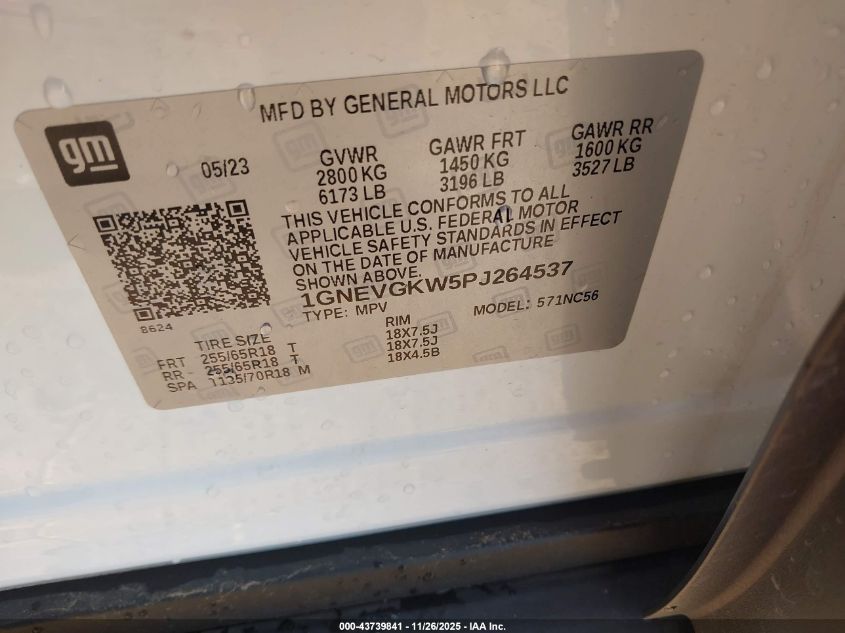 MFD BY GENERAL MOTORS LLC
gm
05/23
GVWR
2800 KG
6173 LB
GAWR FRT
1450 KG
3196 LB
GAWR RR
1600 KG
3527 LB
THIS VEHICLE CONFORMS TO ALL
APPLICABLE U.S. FEDERAL MOTOR
VEHICLE SAFETY STANDARDS IN EFFECT
ON THE DATE OF MANUFACTURE
SHOWN ABOVE.
1GNEVGKW5PJ264537
TYPE: MPV MODEL: 571NC56
8624
TIRE SIZE RIM
FRT 255/65R18 T 18X7.5J
RR - 255/65R18 T 18X7.5J
SPA T135/70R18 M 18X4.5B
000-43739841 - 11/26/2025 - IAA Inc.